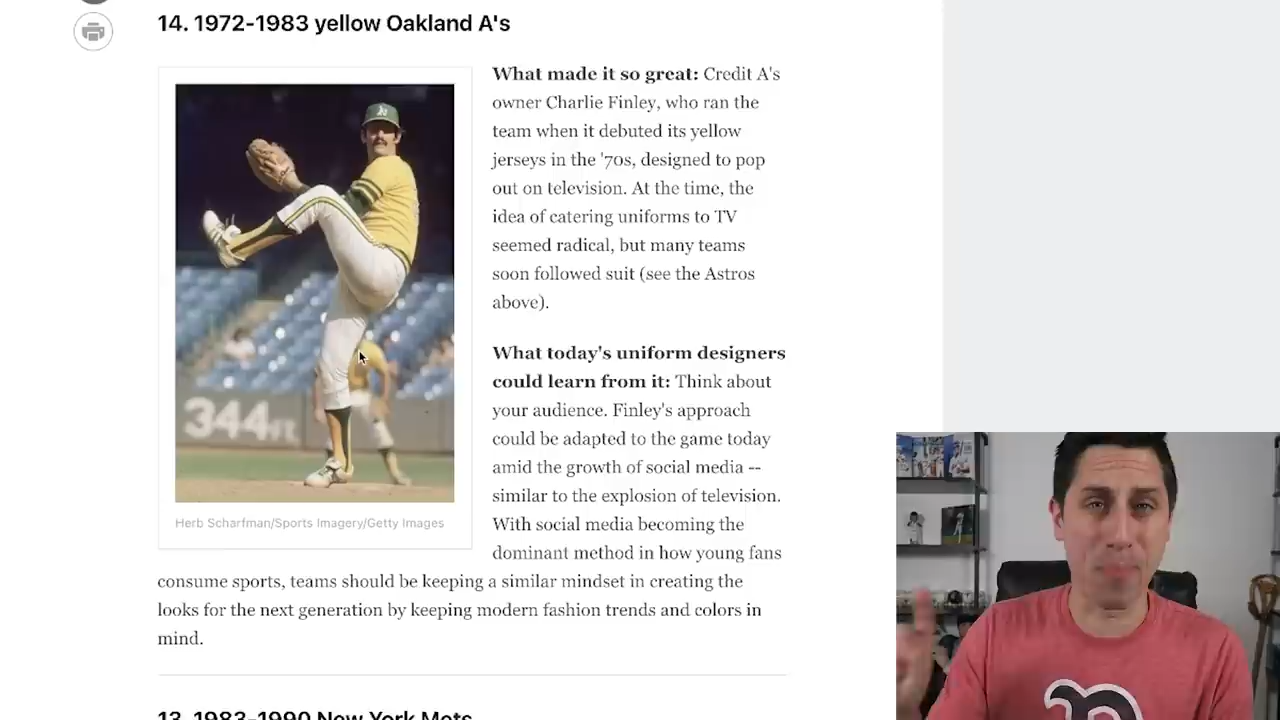 14. 1972-1983 yellow Oakland A's
What made it so great: Credit A's
owner Charlie Finley, who ran the
team when it debuted its yellow
jerseys in the '70s, designed to pop
out on television. At the time, the
idea of catering uniforms to TV
seemed radical, but many teams
soon followed suit (see the Astros
above).
What today's uniform designers
could learn from it: Think about
your audience. Finley's approach
could be adapted to the game today
amid the growth of social media --
similar to the explosion of television.
With social media becoming the
dominant method in how young fans
consume sports, teams should be keeping a similar mindset in creating the
looks for the next generation by keeping modern fashion trends and colors in
mind.
344FT.
Herb Scharfman/Sports Imagery/Getty Images
13. 1983-1990 New York Mets